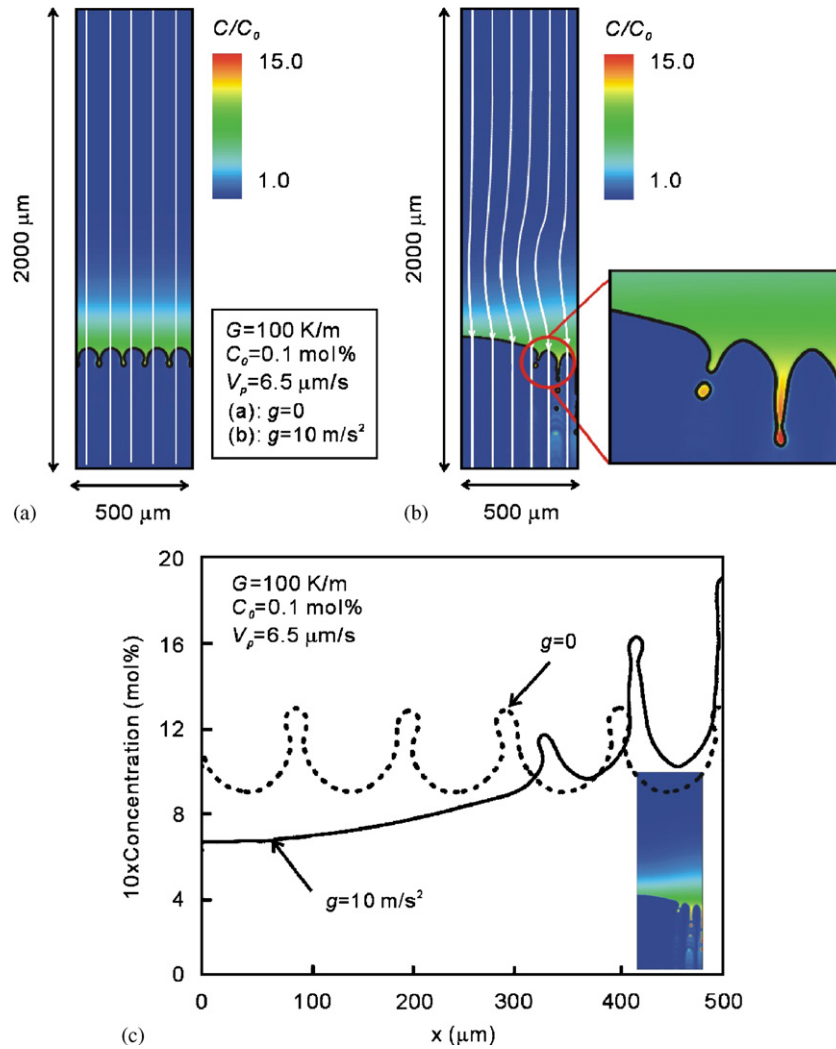 C/C₀
15.0
1.0
2000 μm
G=100 K/m
C₀=0.1 mol%
Vₚ=6.5 μm/s
(a): g=0
(b): g=10 m/s²
(a)
500 μm
C/C₀
15.0
1.0
2000 μm
(b)
500 μm
20
16
12
8
4
0
10xConcentration (mol%)
G=100 K/m
C₀=0.1 mol%
Vₚ=6.5 μm/s
g=0
g=10 m/s²
0
100
200
300
400
500
(c)
x (μm)